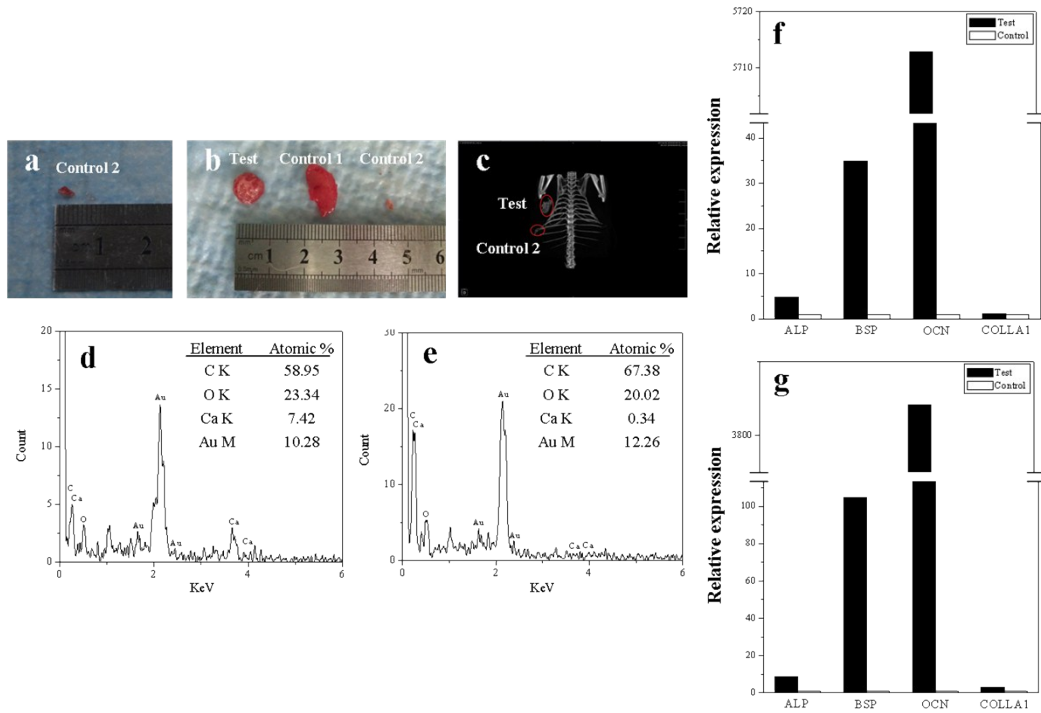 a
Control 2
cm 1 2
b
Test Control 1 Control 2
cm 1 2 3 4 5 6
c
Test
Control 2
d
Element Atomic %
C K 58.95
O K 23.34
Ca K 7.42
Au M 10.28
20
15
10
5
0
Count
C
Ca
O
Au
Au
Au
Ca
Ca
0 2 4 6
KeV
e
Element Atomic %
C K 67.38
O K 20.02
Ca K 0.34
Au M 12.26
30
20
10
0
Count
C
Ca
O
Au
Au
Au
Ca Ca
0 2 4 6
KeV
f
Test
Control
5720
5710
40
30
20
10
0
Relative expression
ALP BSP OCN COLLA1
g
Test
Control
3800
100
80
60
40
20
0
Relative expression
ALP BSP OCN COLLA1